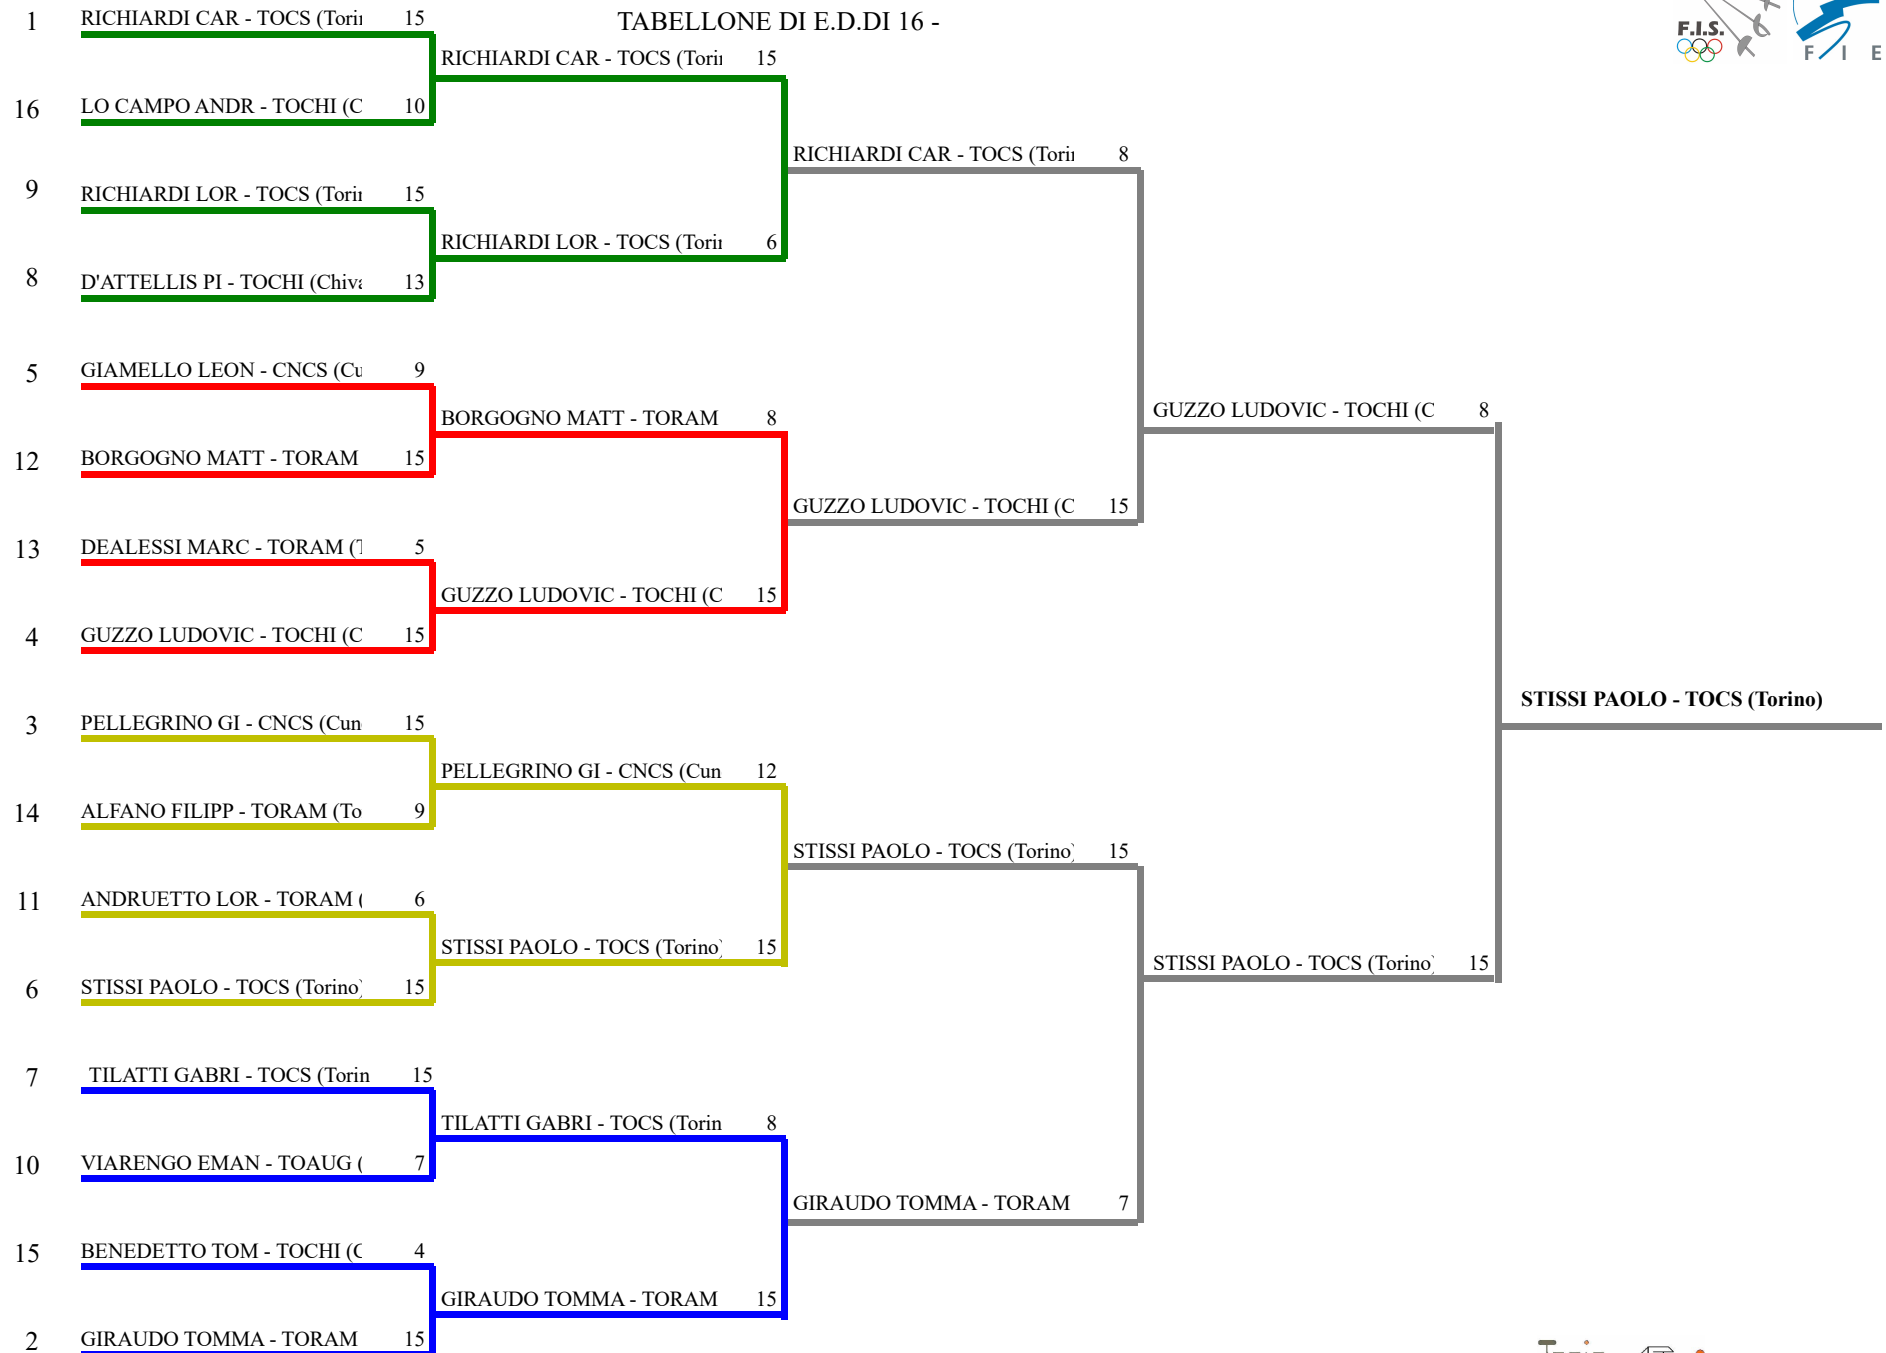 TABELLONE DI E.D.DI 16 -
F.I.S.
F I E
1 RICHIARDI CAR - TOCS (Tori 15
RICHIARDI CAR - TOCS (Tori 15
16 LO CAMPO ANDR - TOCHI (C 10
RICHIARDI CAR - TOCS (Tori 8
9 RICHIARDI LOR - TOCS (Tori 15
RICHIARDI LOR - TOCS (Tori 6
8 D'ATTELLIS PI - TOCHI (Chiva 13
5 GIAMELLO LEON - CNCS (Cu 9
BORGOGNO MATT - TORAM 8
GUZZO LUDOVIC - TOCHI (C 8
12 BORGOGNO MATT - TORAM 15
GUZZO LUDOVIC - TOCHI (C 15
13 DEALESSI MARC - TORAM (T 5
GUZZO LUDOVIC - TOCHI (C 15
4 GUZZO LUDOVIC - TOCHI (C 15
STISSI PAOLO - TOCS (Torino)
3 PELLEGRINO GI - CNCS (Cun 15
PELLEGRINO GI - CNCS (Cun 12
14 ALFANO FILIPP - TORAM (To 9
STISSI PAOLO - TOCS (Torino) 15
11 ANDRUETTO LOR - TORAM ( 6
STISSI PAOLO - TOCS (Torino) 15
STISSI PAOLO - TOCS (Torino) 15
6 STISSI PAOLO - TOCS (Torino) 15
7 TILATTI GABRI - TOCS (Torin 15
TILATTI GABRI - TOCS (Torin 8
10 VIARENGO EMAN - TOAUG ( 7
GIRAUDO TOMMA - TORAM 7
15 BENEDETTO TOM - TOCHI (C 4
GIRAUDO TOMMA - TORAM 15
2 GIRAUDO TOMMA - TORAM 15